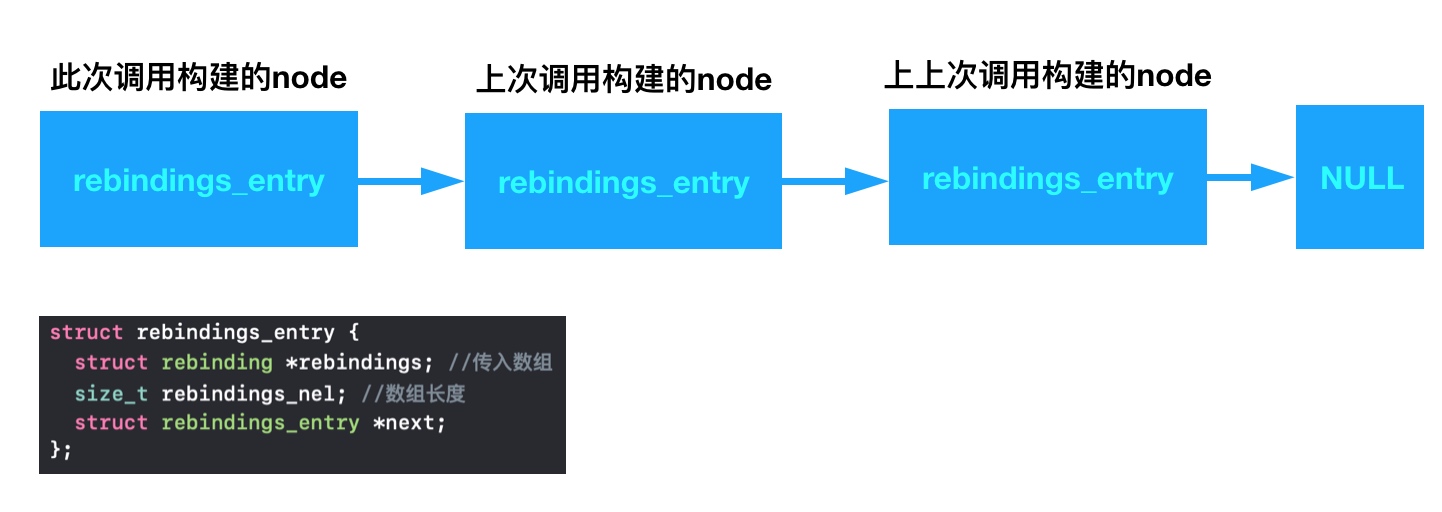 此次调用构建的node
上次调用构建的node
上上次调用构建的node
rebindings_entry
rebindings_entry
rebindings_entry
NULL
struct rebindings_entry {
  struct rebinding *rebindings; //传入数组
  size_t rebindings_nel; //数组长度
  struct rebindings_entry *next;
};